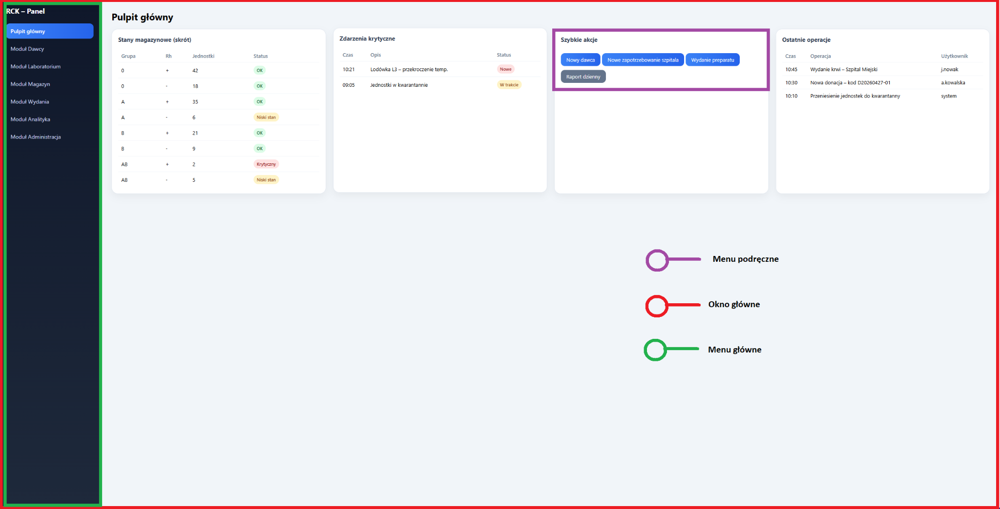 RCK – Panel
Pulpit główny
Moduł Dawcy
Moduł Laboratorium
Moduł Magazyn
Moduł Wydania
Moduł Analityka
Moduł Administracja
Pulpit główny
Stany magazynowe (skrót)
Grupa Rh Jednostki Status
0 + 42 OK
0 - 18 OK
A + 35 OK
A - 6 Niski stan
B + 21 OK
B - 9 OK
AB + 2 Krytyczny
AB - 5 Niski stan
Zdarzenia krytyczne
Czas Opis Status
10:21 Lodówka L3 – przekroczenie temp. Nowe
09:05 Jednostki w kwarantannie W trakcie
Szybkie akcje
Nowy dawca Nowe zapotrzebowanie szpitala Wydanie preparatu
Raport dzienny
Ostatnie operacje
Czas Operacja Użytkownik
10:45 Wydanie krwi – Szpital Miejski j.nowak
10:30 Nowa donacja – kod D20260427-01 a.kowalska
10:10 Przeniesienie jednostek do kwarantanny system
Menu podręczne
Okno główne
Menu główne